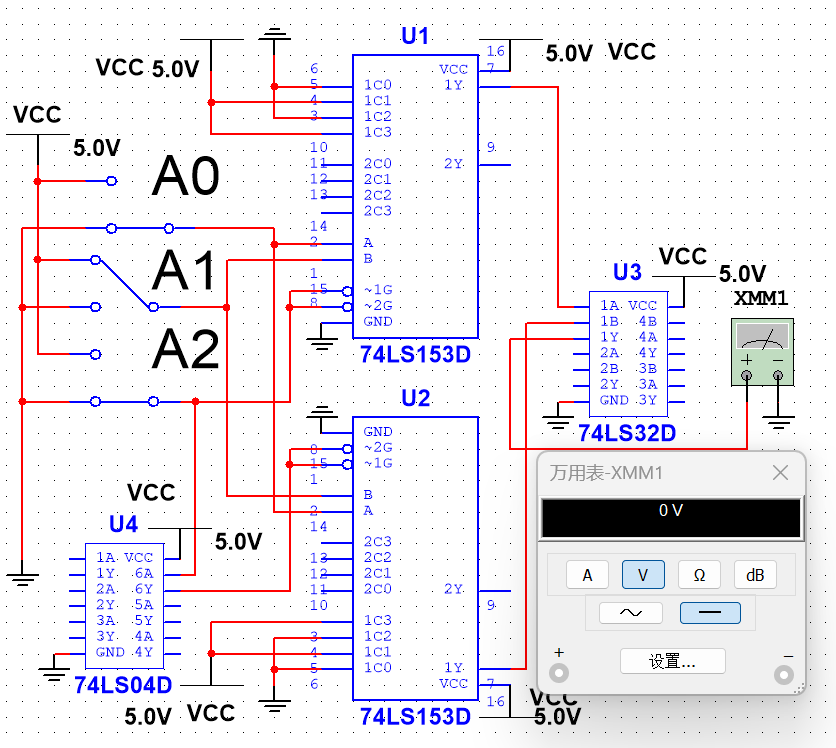 U1
VCC 5.0V
5.0V VCC
16
7
6
5
4
3
10
11
12
13
14
2
1
15
8
9
1C0
1C1
1C2
1C3
2C0
2C1
2C2
2C3
A
B
~1G
~2G
GND
VCC
1Y
2Y
74LS153D
VCC
5.0V
A0
A1
A2
U3
VCC
5.0V
1A VCC
1B 4B
1Y 4A
2A 4Y
2B 3B
2Y 3A
GND 3Y
74LS32D
XMM1
+ −
U2
GND
~2G
~1G
B
A
2C3
2C2
2C1
2C0
1C3
1C2
1C1
1C0
2Y
1Y
VCC
8
15
1
2
14
13
12
11
10
3
4
5
6
9
7
16
74LS153D
VCC
5.0V
VCC
U4
5.0V
1A VCC
1Y 6A
2A 6Y
2Y 5A
3A 5Y
3Y 4A
GND 4Y
74LS04D
5.0V VCC
万用表-XMM1
0 V
A V Ω dB
+ −
设置...